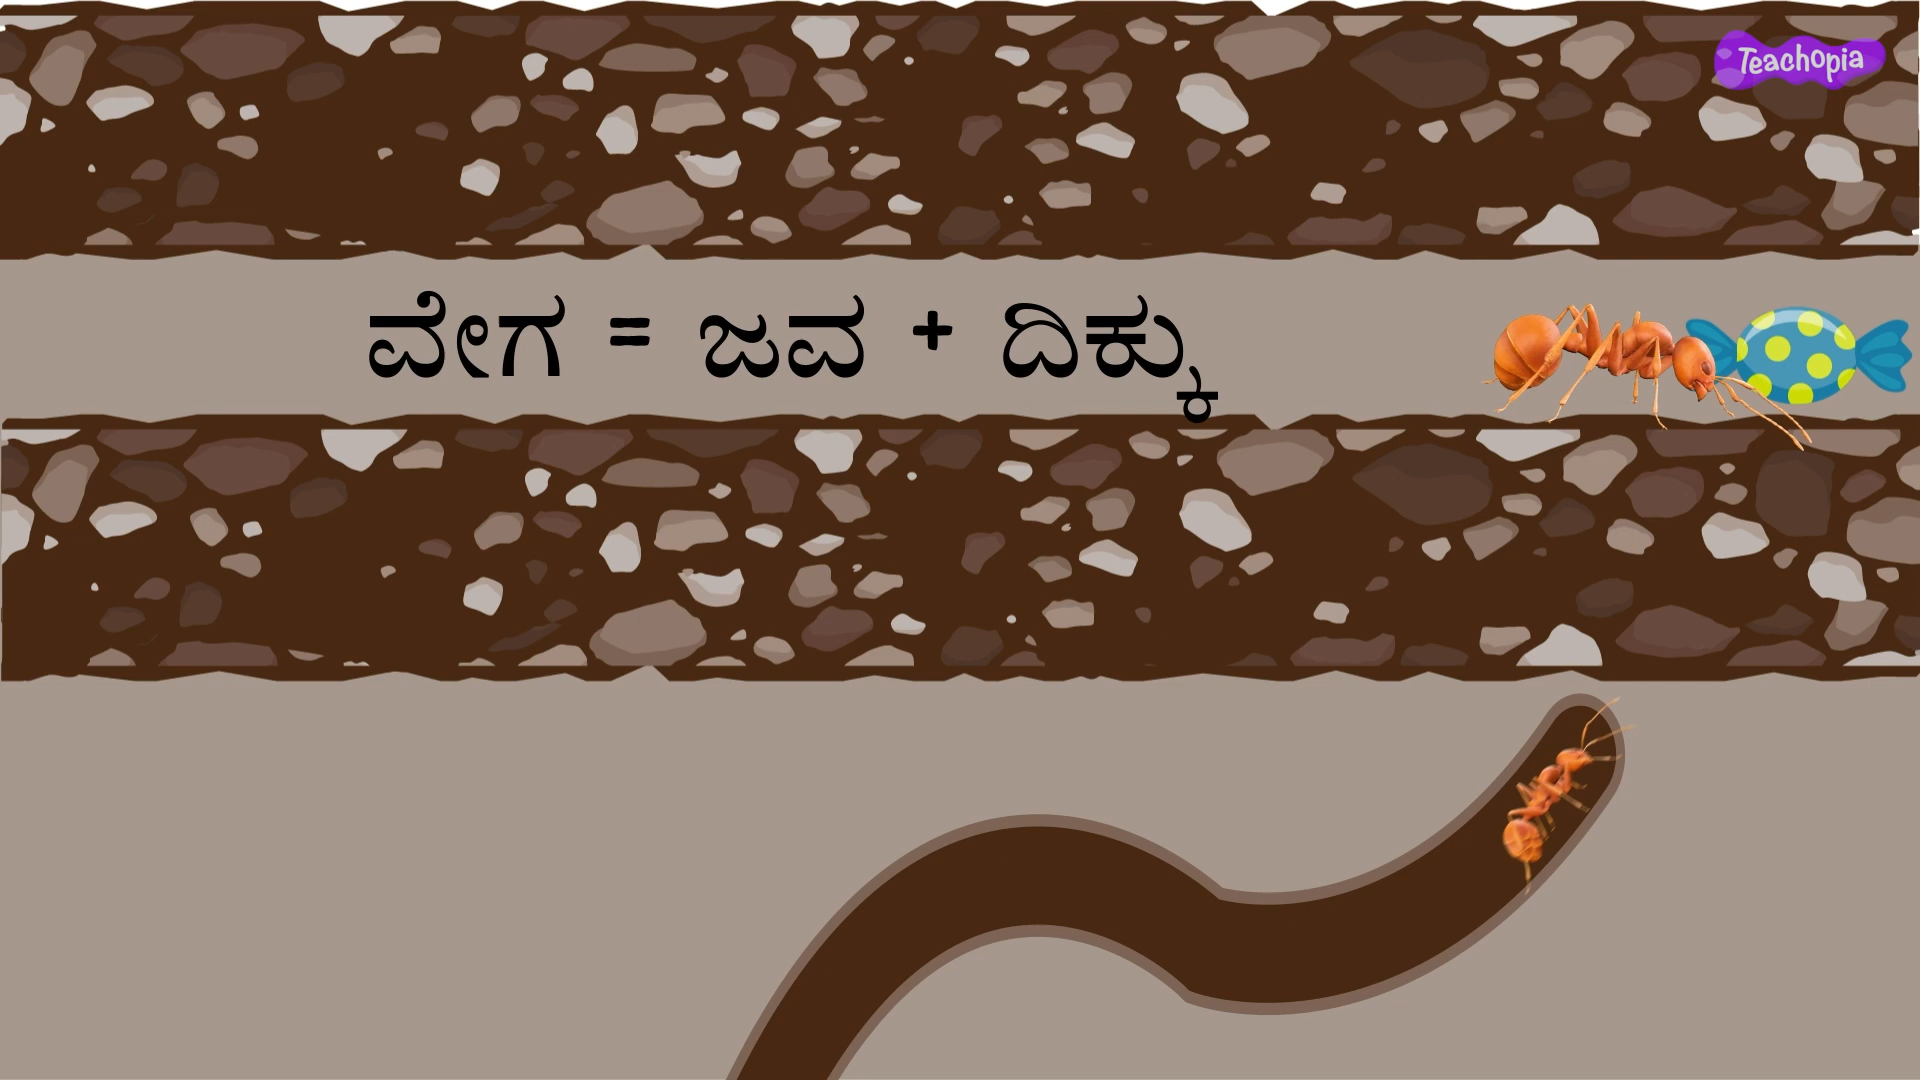 Teachopia
ವೇಗ = ಜವ + ದಿಕ್ಕು